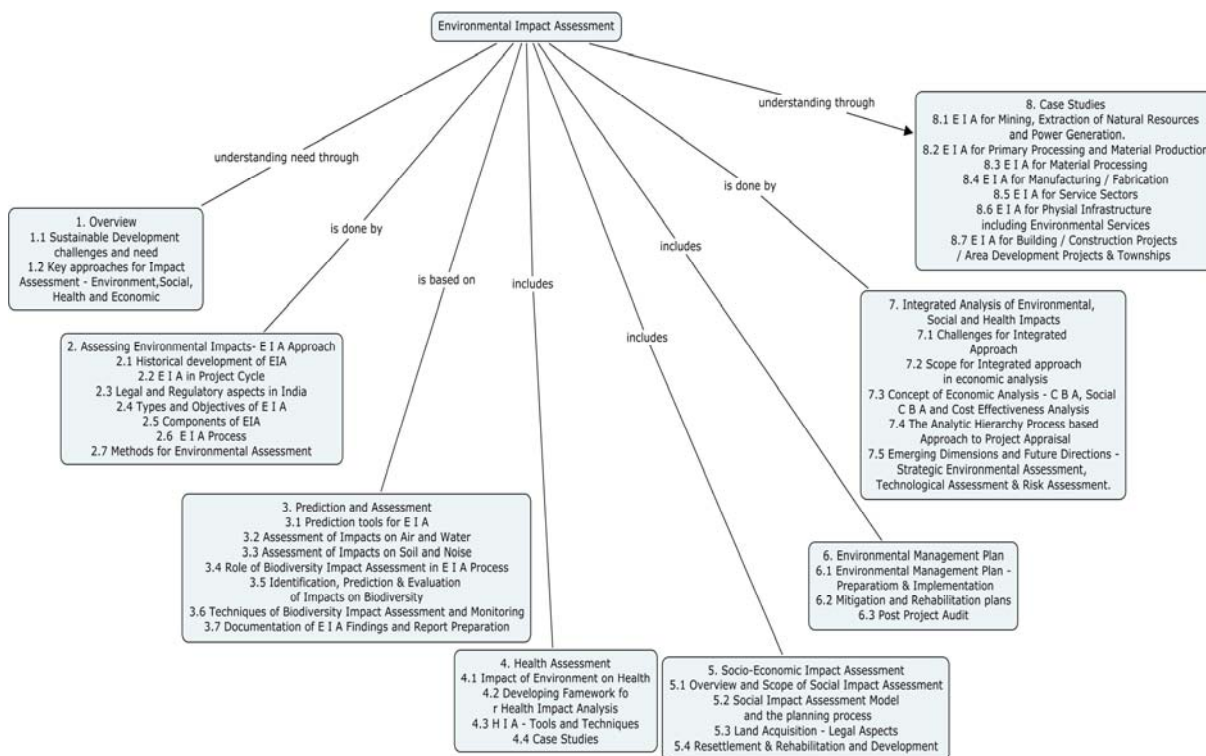 Environmental Impact Assessment
understanding need through
is done by
is based on
includes
includes
includes
is done by
understanding through
1. Overview
1.1 Sustainable Development
challenges and need
1.2 Key approaches for Impact
Assessment - Environment,Social,
Health and Economic
2. Assessing Environmental Impacts- E I A Approach
2.1 Historical development of EIA
2.2 E I A in Project Cycle
2.3 Legal and Regulatory aspects in India
2.4 Types and Objectives of E I A
2.5 Components of EIA
2.6 E I A Process
2.7 Methods for Environmental Assessment
3. Prediction and Assessment
3.1 Prediction tools for E I A
3.2 Assessment of Impacts on Air and Water
3.3 Assessment of Impacts on Soil and Noise
3.4 Role of Biodiversity Impact Assessment in E I A Process
3.5 Identification, Prediction & Evaluation
of Impacts on Biodiversity
3.6 Techniques of Biodiversity Impact Assessment and Monitoring
3.7 Documentation of E I A Findings and Report Preparation
4. Health Assessment
4.1 Impact of Environment on Health
4.2 Developing Famework fo
r Health Impact Analysis
4.3 H I A - Tools and Techniques
4.4 Case Studies
5. Socio-Economic Impact Assessment
5.1 Overview and Scope of Social Impact Assessment
5.2 Social Impact Assessment Model
and the planning process
5.3 Land Acquisition - Legal Aspects
5.4 Resettlement & Rehabilitation and Development
6. Environmental Management Plan
6.1 Environmental Management Plan -
Preparatiom & Implementation
6.2 Mitigation and Rehabilitation plans
6.3 Post Project Audit
7. Integrated Analysis of Environmental,
Social and Health Impacts
7.1 Challenges for Integrated
Approach
7.2 Scope for Integrated approach
in economic analysis
7.3 Concept of Economic Analysis - C B A, Social
C B A and Cost Effectiveness Analysis
7.4 The Analytic Hierarchy Process based
Approach to Project Appraisal
7.5 Emerging Dimensions and Future Directions -
Strategic Environmental Assessment,
Technological Assessment & Risk Assessment.
8. Case Studies
8.1 E I A for Mining, Extraction of Natural Resources
and Power Generation.
8.2 E I A for Primary Processing and Material Production
8.3 E I A for Material Processing
8.4 E I A for Manufacturing / Fabrication
8.5 E I A for Service Sectors
8.6 E I A for Physial Infrastructure
including Environmental Services
8.7 E I A for Building / Construction Projects
/ Area Development Projects & Townships